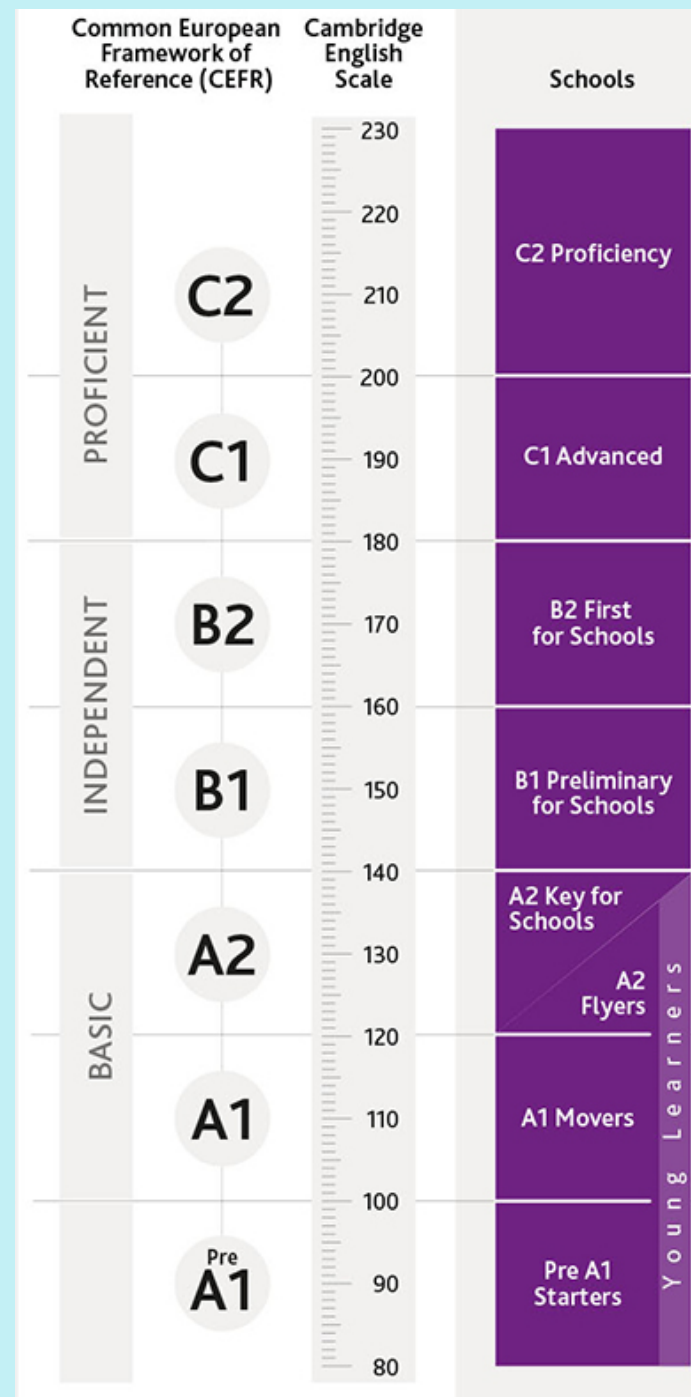 Common European
Framework of
Reference (CEFR)
Cambridge
English
Scale
Schools
PROFICIENT
INDEPENDENT
BASIC
C2
C1
B2
B1
A2
A1
Pre
A1
230
220
210
200
190
180
170
160
150
140
130
120
110
100
90
80
C2 Proficiency
C1 Advanced
B2 First
for Schools
B1 Preliminary
for Schools
A2 Key for
Schools
A2
Flyers
A1 Movers
Pre A1
Starters
Young Learners